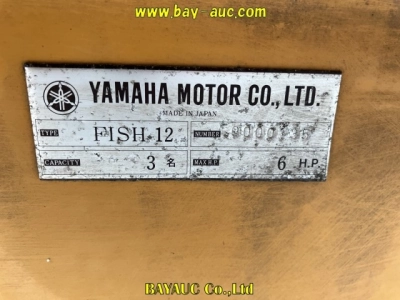 www.bay-auc.com
YAMAHA MOTOR CO.,LTD.
MADE IN JAPAN
TYPE FISH-12 NUMBER
CAPACITY 3 名 MAX H.P 6 H.P.
BAYAUC Co.,Ltd